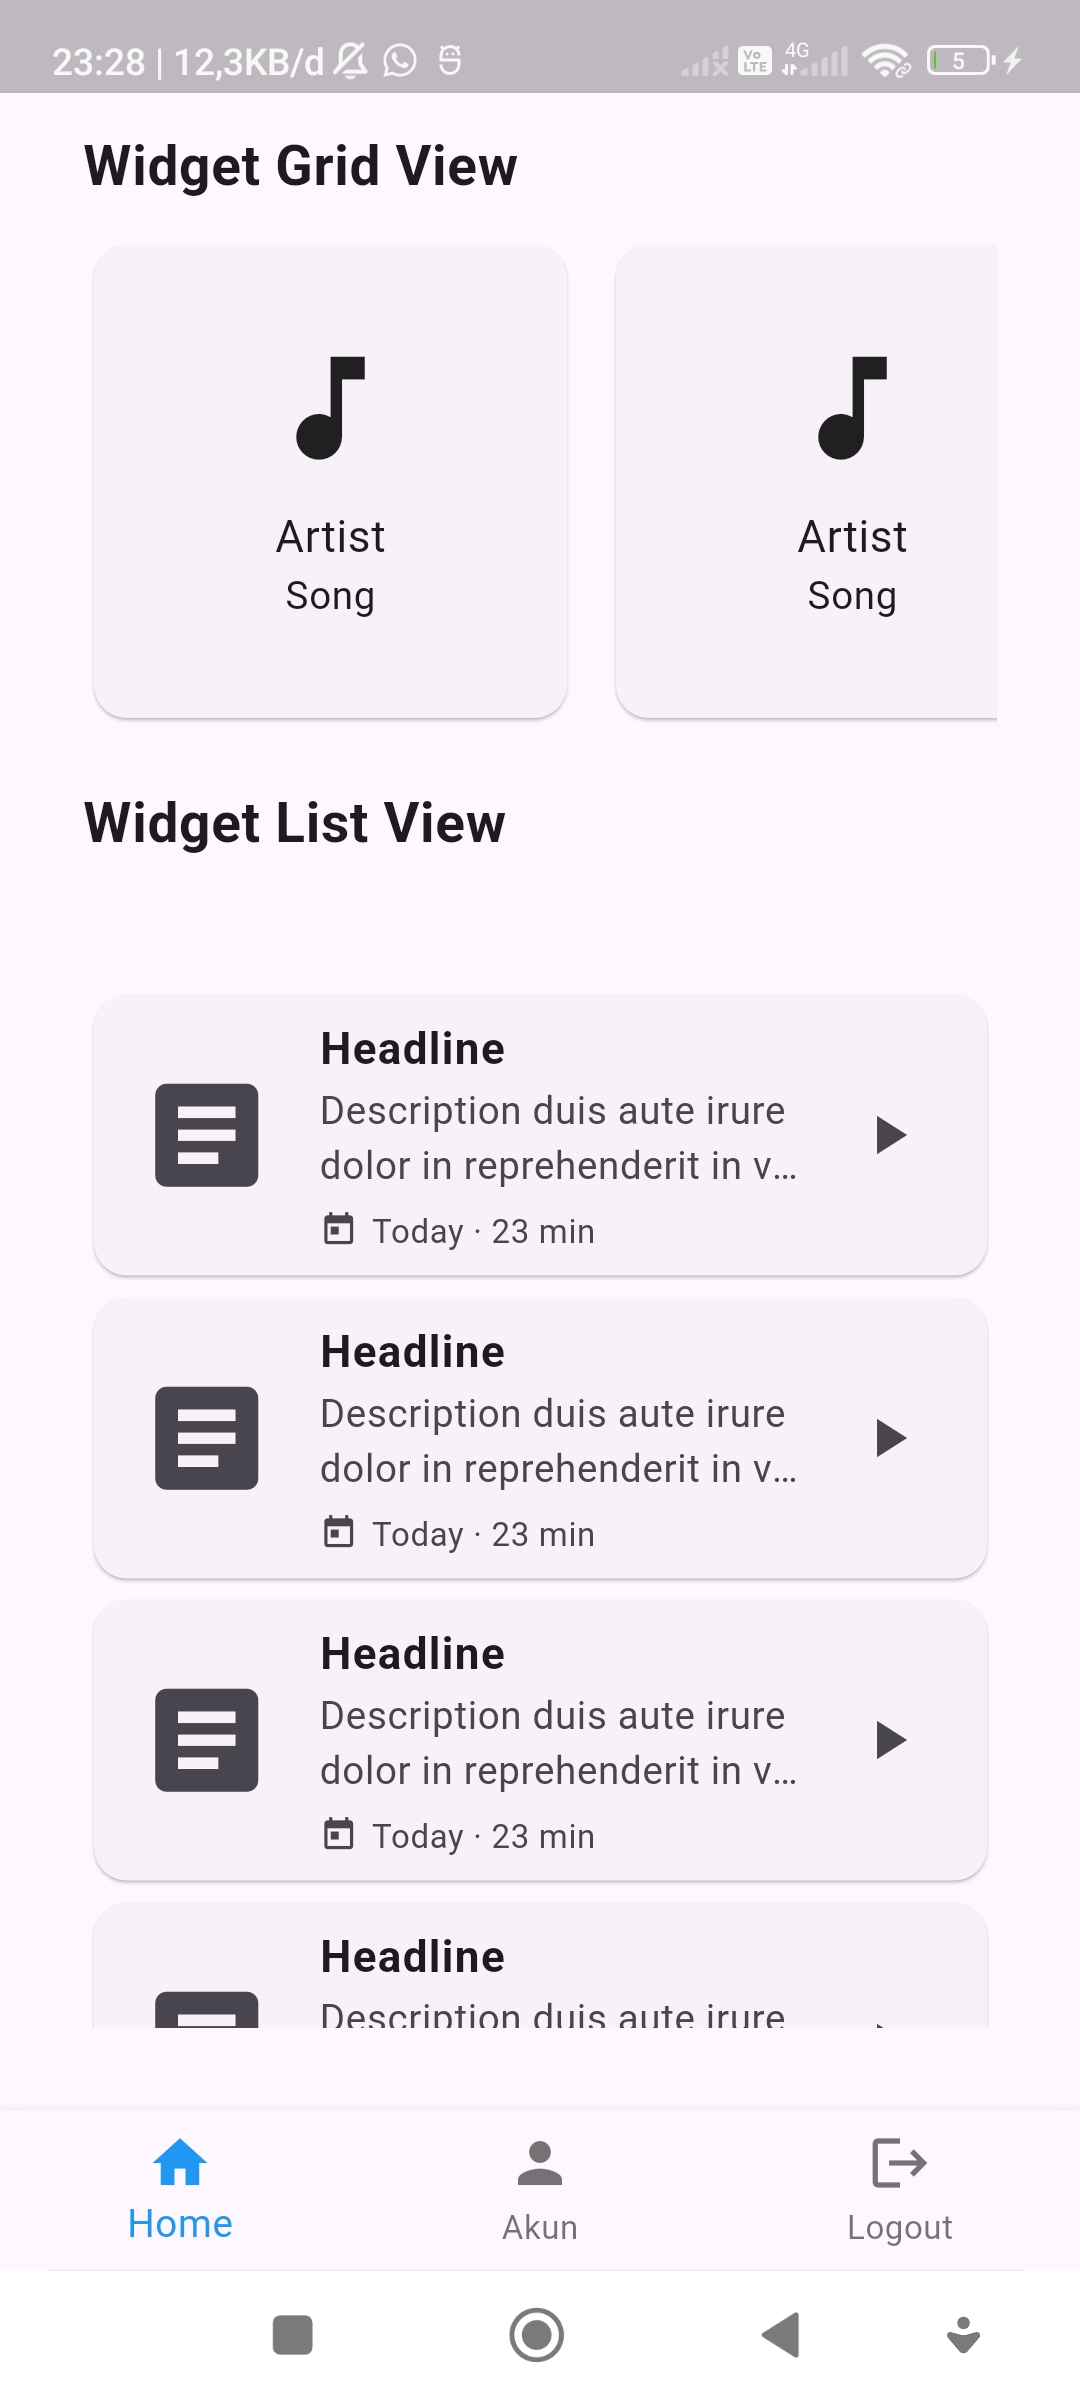 23:28 | 12,3KB/d
Vo
LTE
4G
5
Widget Grid View
Artist
Song
Artist
Song
Widget List View
Headline
Description duis aute irure
dolor in reprehenderit in v…
Today · 23 min
Headline
Description duis aute irure
dolor in reprehenderit in v…
Today · 23 min
Headline
Description duis aute irure
dolor in reprehenderit in v…
Today · 23 min
Headline
Description duis aute irure
Home
Akun
Logout